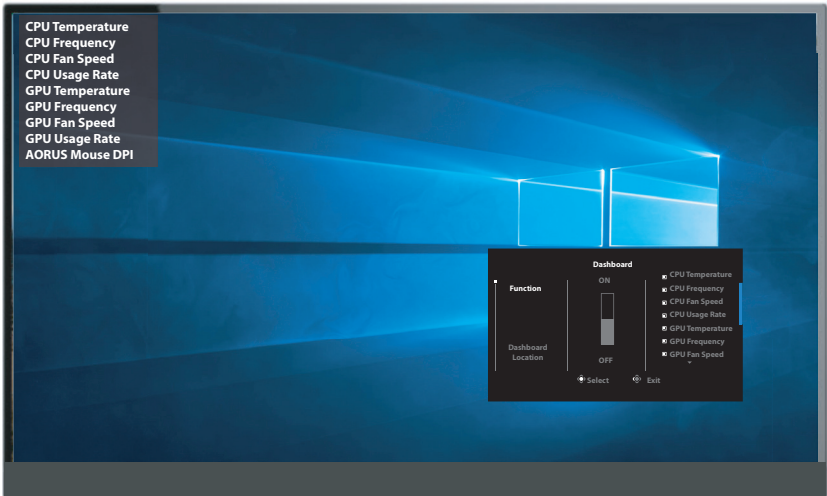 CPU Temperature
CPU Frequency
CPU Fan Speed
CPU Usage Rate
GPU Temperature
GPU Frequency
GPU Fan Speed
GPU Usage Rate
AORUS Mouse DPI
Dashboard
Function
Dashboard
Location
ON
OFF
CPU Temperature
CPU Frequency
CPU Fan Speed
CPU Usage Rate
GPU Temperature
GPU Frequency
GPU Fan Speed
Select
Exit